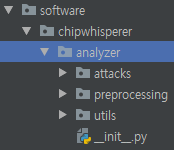 software
chipwhisperer
analyzer
attacks
preprocessing
utils
__init__.py